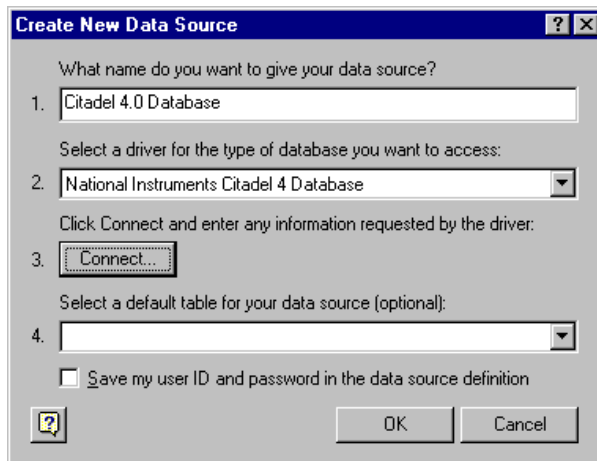 Create New Data Source
What name do you want to give your data source?
1. Citadel 4.0 Database
Select a driver for the type of database you want to access:
2. National Instruments Citadel 4 Database
Click Connect and enter any information requested by the driver:
3. Connect...
Select a default table for your data source (optional):
4.
Save my user ID and password in the data source definition
OK Cancel